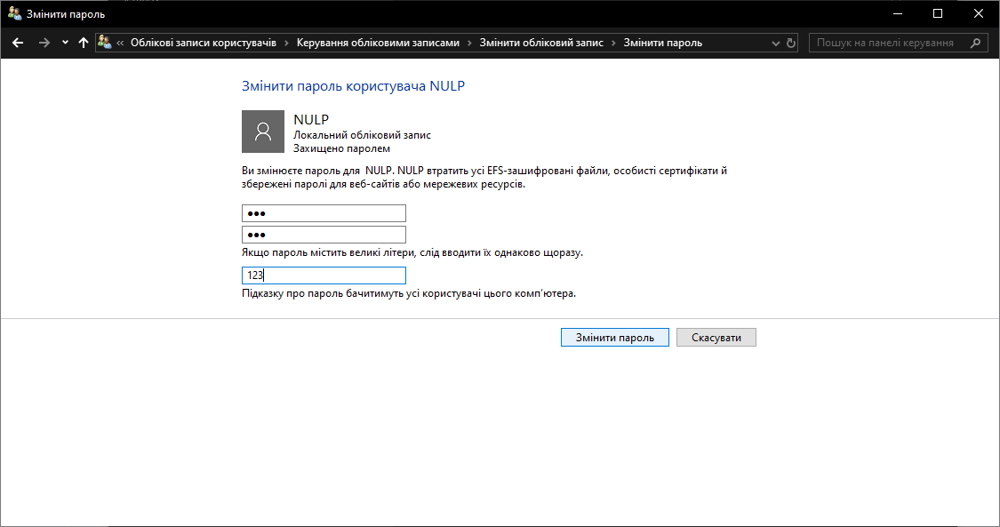 Змінити пароль
« Облікові записи користувачів > Керування обліковими записами > Змінити обліковий запис > Змінити пароль
Пошук на панелі керування
Змінити пароль користувача NULP
NULP
Локальний обліковий запис
Захищено паролем
Ви змінюєте пароль для NULP. NULP втратить усі EFS-зашифровані файли, особисті сертифікати й
збережені паролі для веб-сайтів або мережевих ресурсів.
●●●
●●●
Якщо пароль містить великі літери, слід вводити їх однаково щоразу.
123
Підказку про пароль бачитимуть усі користувачі цього комп’ютера.
Змінити пароль
Скасувати